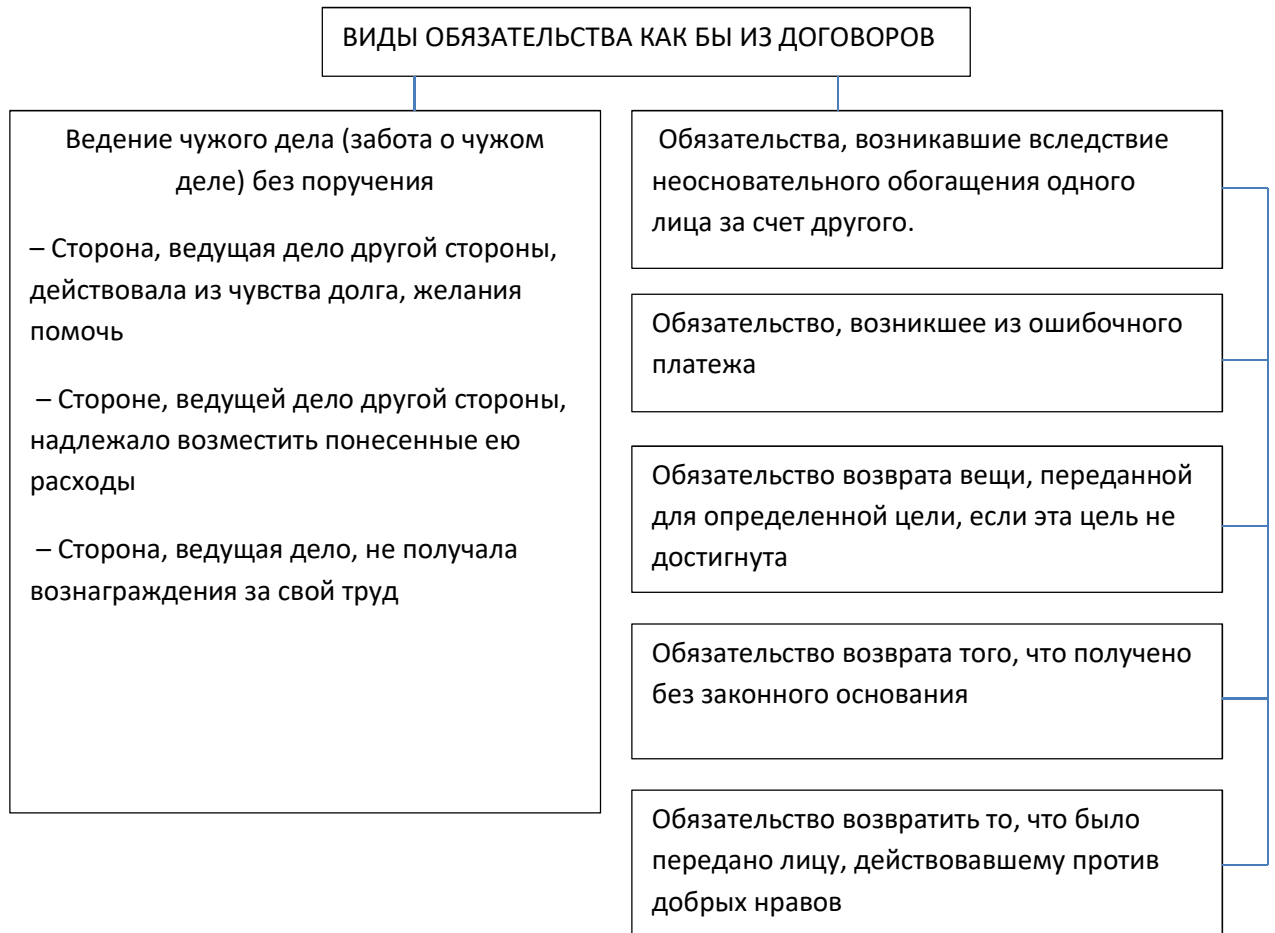 ВИДЫ ОБЯЗАТЕЛЬСТВА КАК БЫ ИЗ ДОГОВОРОВ
Ведение чужого дела (забота о чужом
деле) без поручения
– Сторона, ведущая дело другой стороны,
действовала из чувства долга, желания
помочь
– Стороне, ведущей дело другой стороны,
надлежало возместить понесенные ею
расходы
– Сторона, ведущая дело, не получала
вознаграждения за свой труд
Обязательства, возникавшие вследствие
неосновательного обогащения одного
лица за счет другого.
Обязательство, возникшее из ошибочного
платежа
Обязательство возврата вещи, переданной
для определенной цели, если эта цель не
достигнута
Обязательство возврата того, что получено
без законного основания
Обязательство возвратить то, что было
передано лицу, действовавшему против
добрых нравов